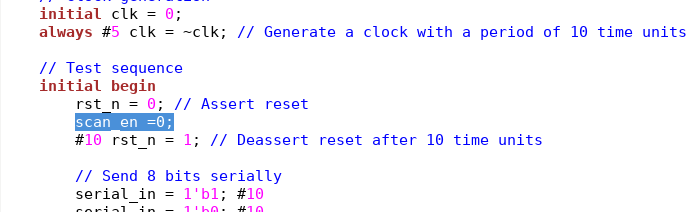 // Clock generation
initial clk = 0;
always #5 clk = ~clk; // Generate a clock with a period of 10 time units
// Test sequence
initial begin
rst_n = 0; // Assert reset
scan_en =0;
#10 rst_n = 1; // Deassert reset after 10 time units
// Send 8 bits serially
serial_in = 1'b1; #10
serial_in = 1'b0; #10